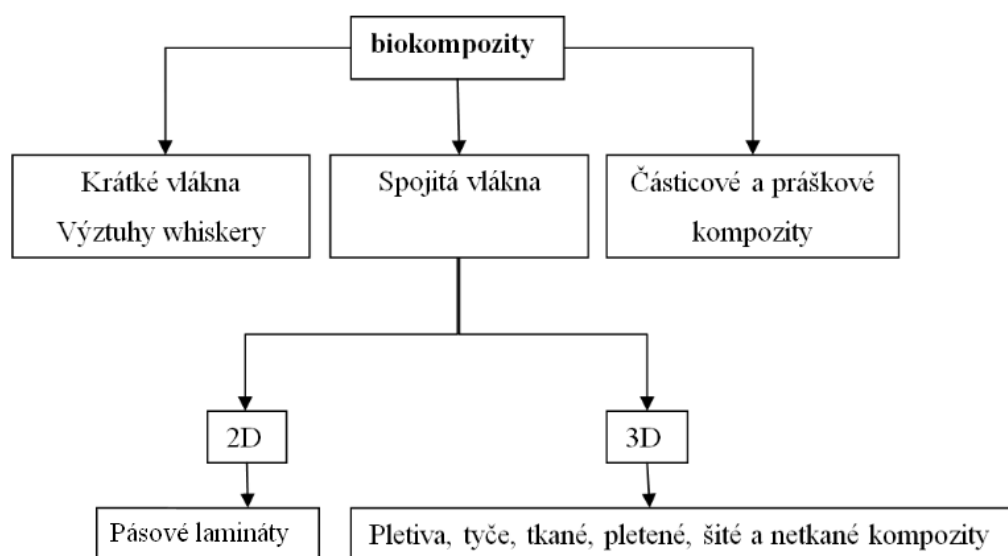 biokompozity
Krátké vlákna
Výztuhy whiskery
Spojitá vlákna
Částicové a práškové
kompozity
2D
3D
Pásové lamináty
Pletiva, tyče, tkané, pletené, šité a netkané kompozity